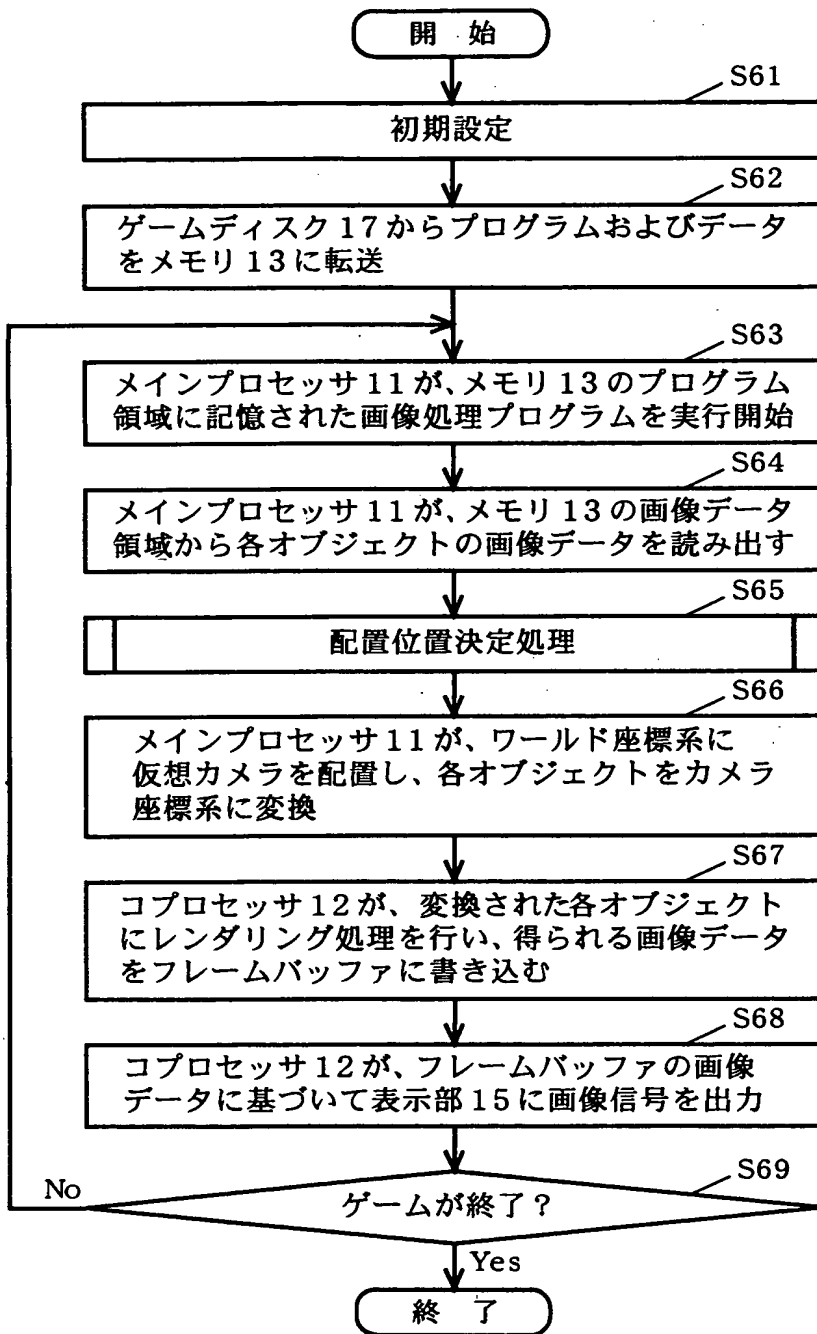 開 始
S61
初期設定
S62
ゲームディスク17からプログラムおよびデータ
をメモリ13に転送
S63
メインプロセッサ11が、メモリ13のプログラム
領域に記憶された画像処理プログラムを実行開始
S64
メインプロセッサ11が、メモリ13の画像データ
領域から各オブジェクトの画像データを読み出す
S65
配置位置決定処理
S66
メインプロセッサ11が、ワールド座標系に
仮想カメラを配置し、各オブジェクトをカメラ
座標系に変換
S67
コプロセッサ12が、変換された各オブジェクト
にレンダリング処理を行い、得られる画像データ
をフレームバッファに書き込む
S68
コプロセッサ12が、フレームバッファの画像
データに基づいて表示部15に画像信号を出力
S69
No
ゲームが終了?
Yes
終 了